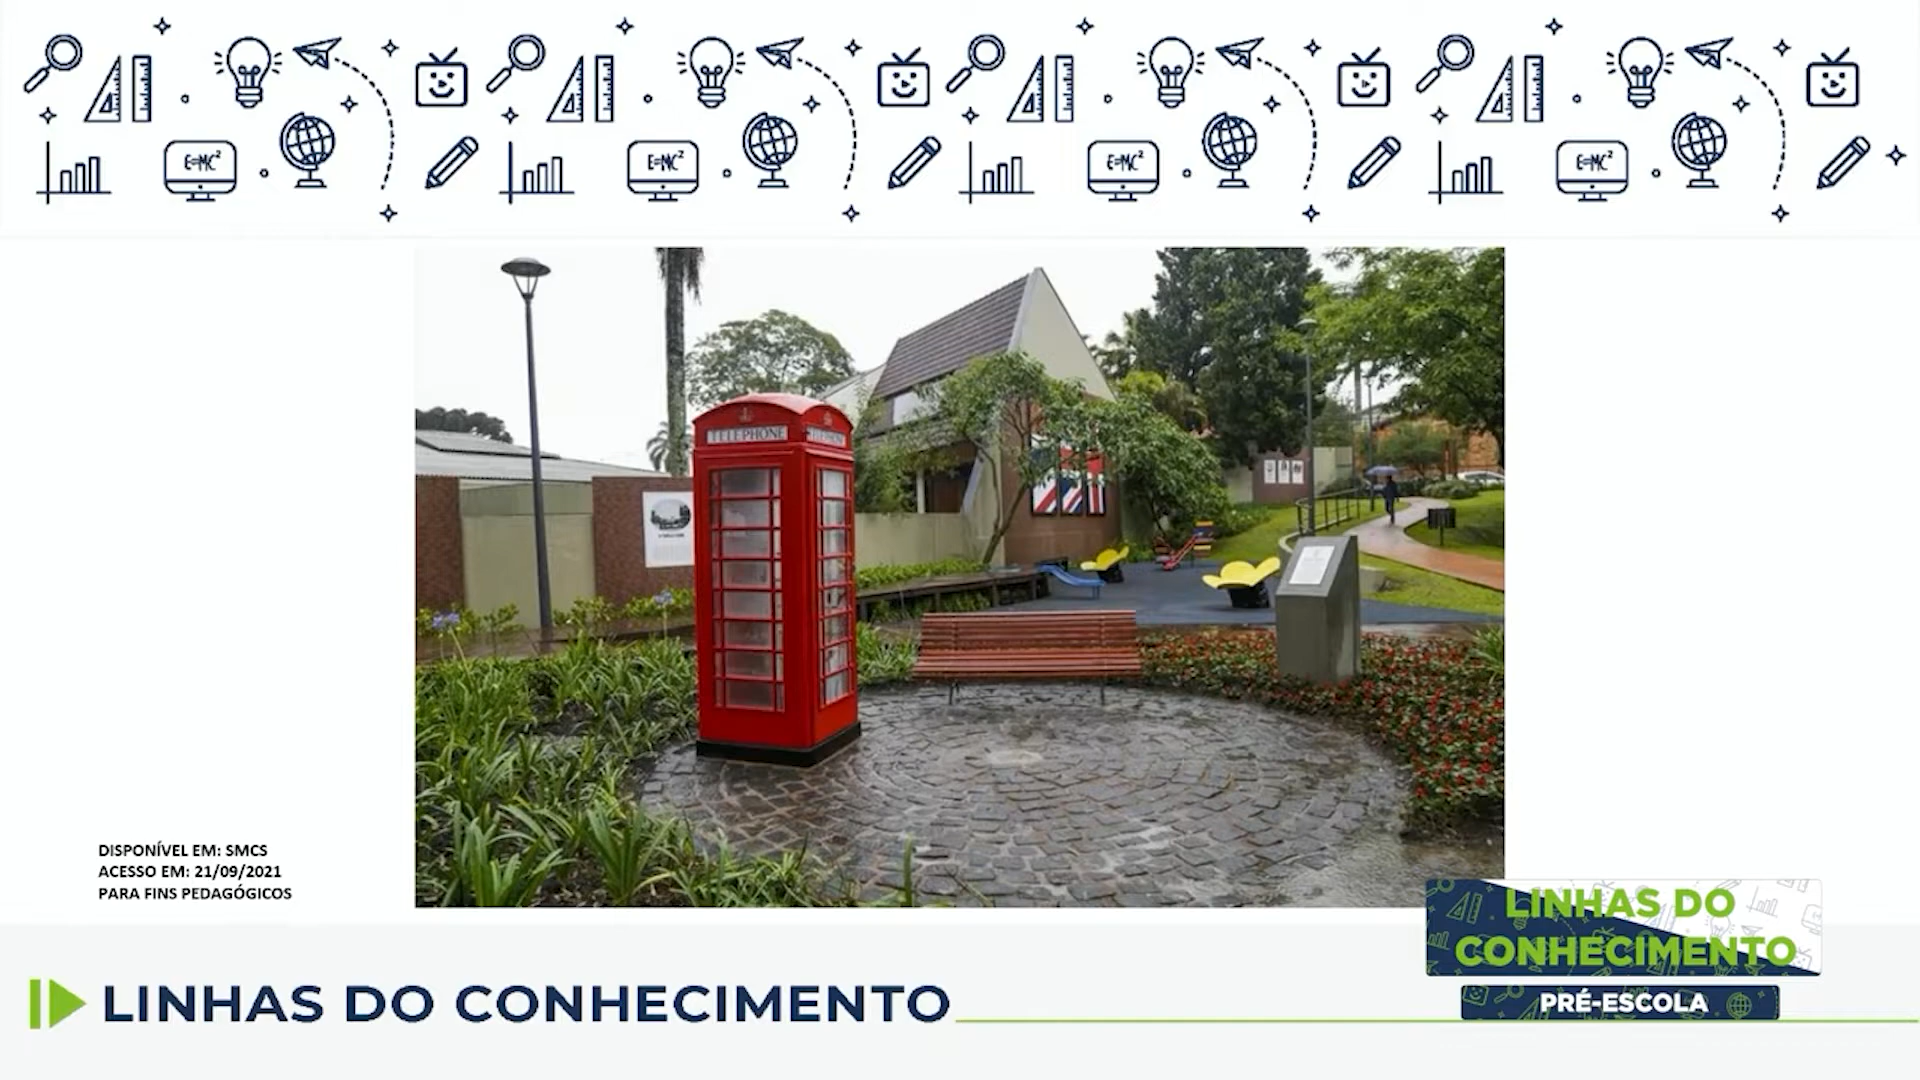 E=MC²
E=MC²
E=MC²
E=MC²
TELEPHONE
TELEPHONE
DISPONÍVEL EM: SMCS
ACESSO EM: 21/09/2021
PARA FINS PEDAGÓGICOS
LINHAS DO
CONHECIMENTO
PRÉ-ESCOLA
LINHAS DO CONHECIMENTO